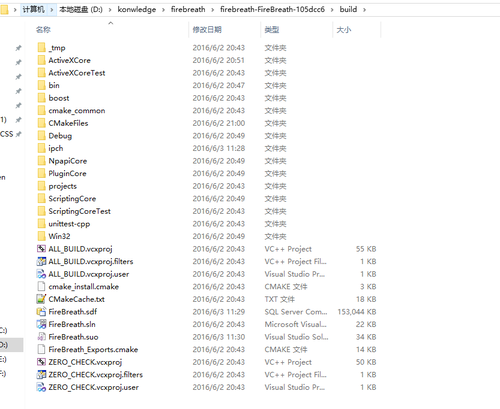 计算机 › 本地磁盘 (D:) › konwledge › firebreath › firebreath-FireBreath-105dcc6 › build ›
名称 修改日期 类型 大小
_tmp 2016/6/2 20:43 文件夹
ActiveXCore 2016/6/2 20:51 文件夹
ActiveXCoreTest 2016/6/2 20:43 文件夹
bin 2016/6/2 20:47 文件夹
boost 2016/6/2 20:43 文件夹
cmake_common 2016/6/2 20:43 文件夹
CMakeFiles 2016/6/2 21:00 文件夹
Debug 2016/6/2 20:49 文件夹
ipch 2016/6/3 11:28 文件夹
NpapiCore 2016/6/2 20:49 文件夹
PluginCore 2016/6/2 20:49 文件夹
projects 2016/6/2 20:43 文件夹
ScriptingCore 2016/6/2 20:49 文件夹
ScriptingCoreTest 2016/6/2 20:43 文件夹
unittest-cpp 2016/6/2 20:43 文件夹
Win32 2016/6/2 20:49 文件夹
ALL_BUILD.vcxproj 2016/6/2 20:43 VC++ Project 55 KB
ALL_BUILD.vcxproj.filters 2016/6/2 20:43 VC++ Project Fil... 1 KB
ALL_BUILD.vcxproj.user 2016/6/2 20:49 Visual Studio Pr... 1 KB
cmake_install.cmake 2016/6/2 20:43 CMAKE 文件 3 KB
CMakeCache.txt 2016/6/2 20:43 TXT 文件 18 KB
FireBreath.sdf 2016/6/3 11:29 SQL Server Com... 153,044 KB
FireBreath.sln 2016/6/2 20:43 Microsoft Visual... 22 KB
FireBreath.suo 2016/6/3 11:30 Visual Studio Sol... 34 KB
FireBreath_Exports.cmake 2016/6/2 20:43 CMAKE 文件 14 KB
ZERO_CHECK.vcxproj 2016/6/2 20:43 VC++ Project 50 KB
ZERO_CHECK.vcxproj.filters 2016/6/2 20:43 VC++ Project Fil... 1 KB
ZERO_CHECK.vcxproj.user 2016/6/2 20:49 Visual Studio Pr... 1 KB
1)
CSS
en
C:)
D:)
E:)
F:)